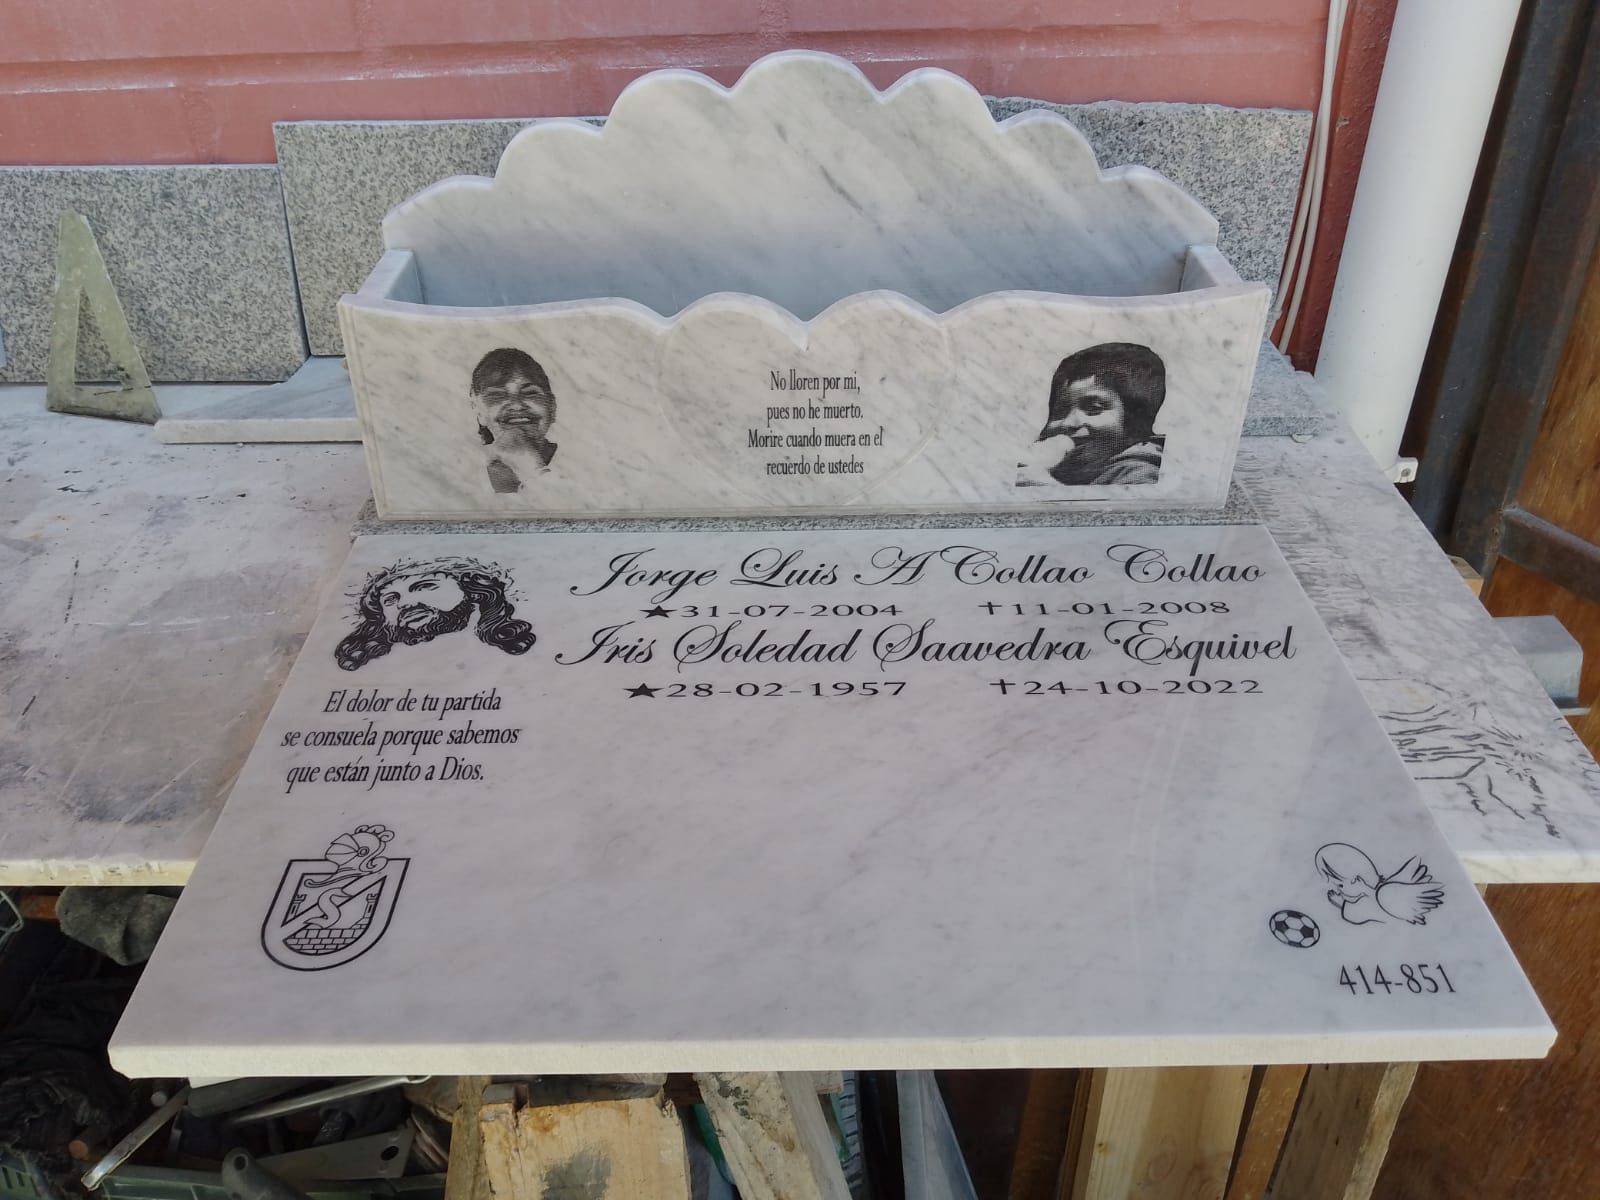 No lloren por mi,
pues no he muerto.
Morire cuando muera en el
recuerdo de ustedes
Jorge Luis A Collao Collao
★31-07-2004 ✝11-01-2008
Iris Soledad Saavedra Esquivel
★28-02-1957 ✝24-10-2022
El dolor de tu partida
se consuela porque sabemos
que están junto a Dios.
414-851